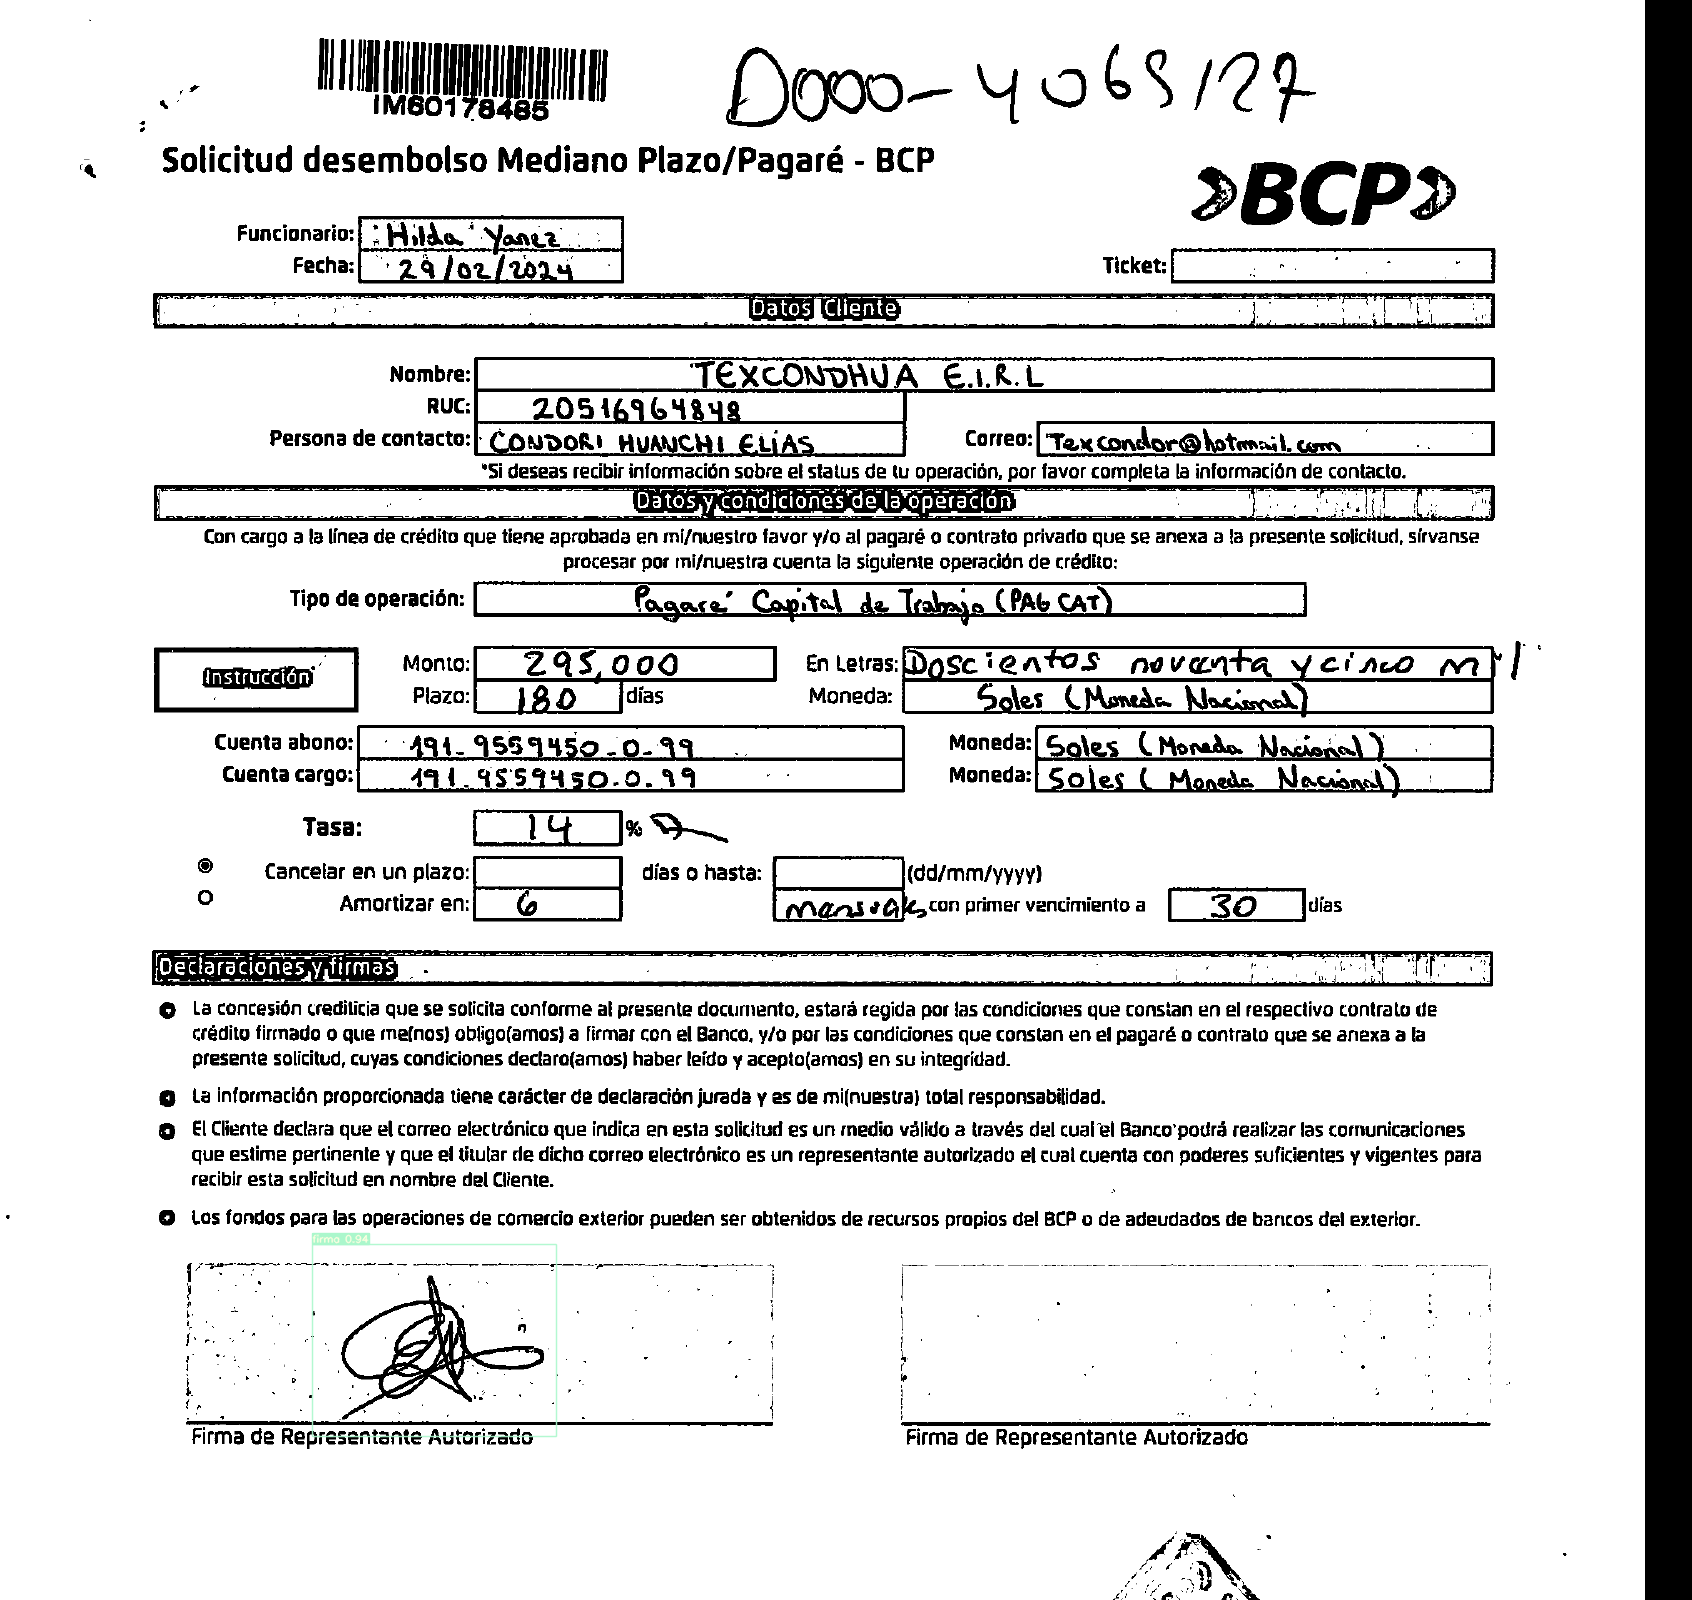 IM60178485
D000-4069127
Solicitud desembolso Mediano Plazo/Pagaré - BCP
BCP
Funcionario: Hilda Yanez
Fecha: 29/02/2024
Ticket:
Datos Cliente
Nombre: TEXCONDHUA E.I.R.L
RUC: 20516964848
Persona de contacto: CONDORI HUANCHI ELIAS Correo: Texcondor@hotmail.com
*Si deseas recibir información sobre el status de tu operación, por favor completa la información de contacto.
Datos y condiciones de la operación
Con cargo a la línea de crédito que tiene aprobada en mi/nuestro favor y/o al pagaré o contrato privado que se anexa a la presente solicitud, sírvanse
procesar por mi/nuestra cuenta la siguiente operación de crédito:
Tipo de operación: Pagaré Capital de Trabajo (PAG CAT)
Instrucción
Monto: 295,000 En Letras: Doscientos noventa y cinco mil
Plazo: 180 días Moneda: Soles (Moneda Nacional)
Cuenta abono: 191-9559450-0-99 Moneda: Soles (Moneda Nacional)
Cuenta cargo: 191-9559450-0-99 Moneda: Soles (Moneda Nacional)
Tasa: 14 %
Cancelar en un plazo: días o hasta: (dd/mm/yyyy)
Amortizar en: 6 mensuales con primer vencimiento a 30 días
Declaraciones y firmas
La concesión crediticia que se solicita conforme al presente documento, estará regida por las condiciones que constan en el respectivo contrato de
crédito firmado o que me(nos) obligo(amos) a firmar con el Banco, y/o por las condiciones que constan en el pagaré o contrato que se anexa a la
presente solicitud, cuyas condiciones declaro(amos) haber leído y acepto(amos) en su integridad.
La información proporcionada tiene carácter de declaración jurada y es de mi(nuestra) total responsabilidad.
El Cliente declara que el correo electrónico que indica en esta solicitud es un medio válido a través del cual el Banco podrá realizar las comunicaciones
que estime pertinente y que el titular de dicho correo electrónico es un representante autorizado el cual cuenta con poderes suficientes y vigentes para
recibir esta solicitud en nombre del Cliente.
Los fondos para las operaciones de comercio exterior pueden ser obtenidos de recursos propios del BCP o de adeudados de bancos del exterior.
firma 0.94
Firma de Representante Autorizado Firma de Representante Autorizado